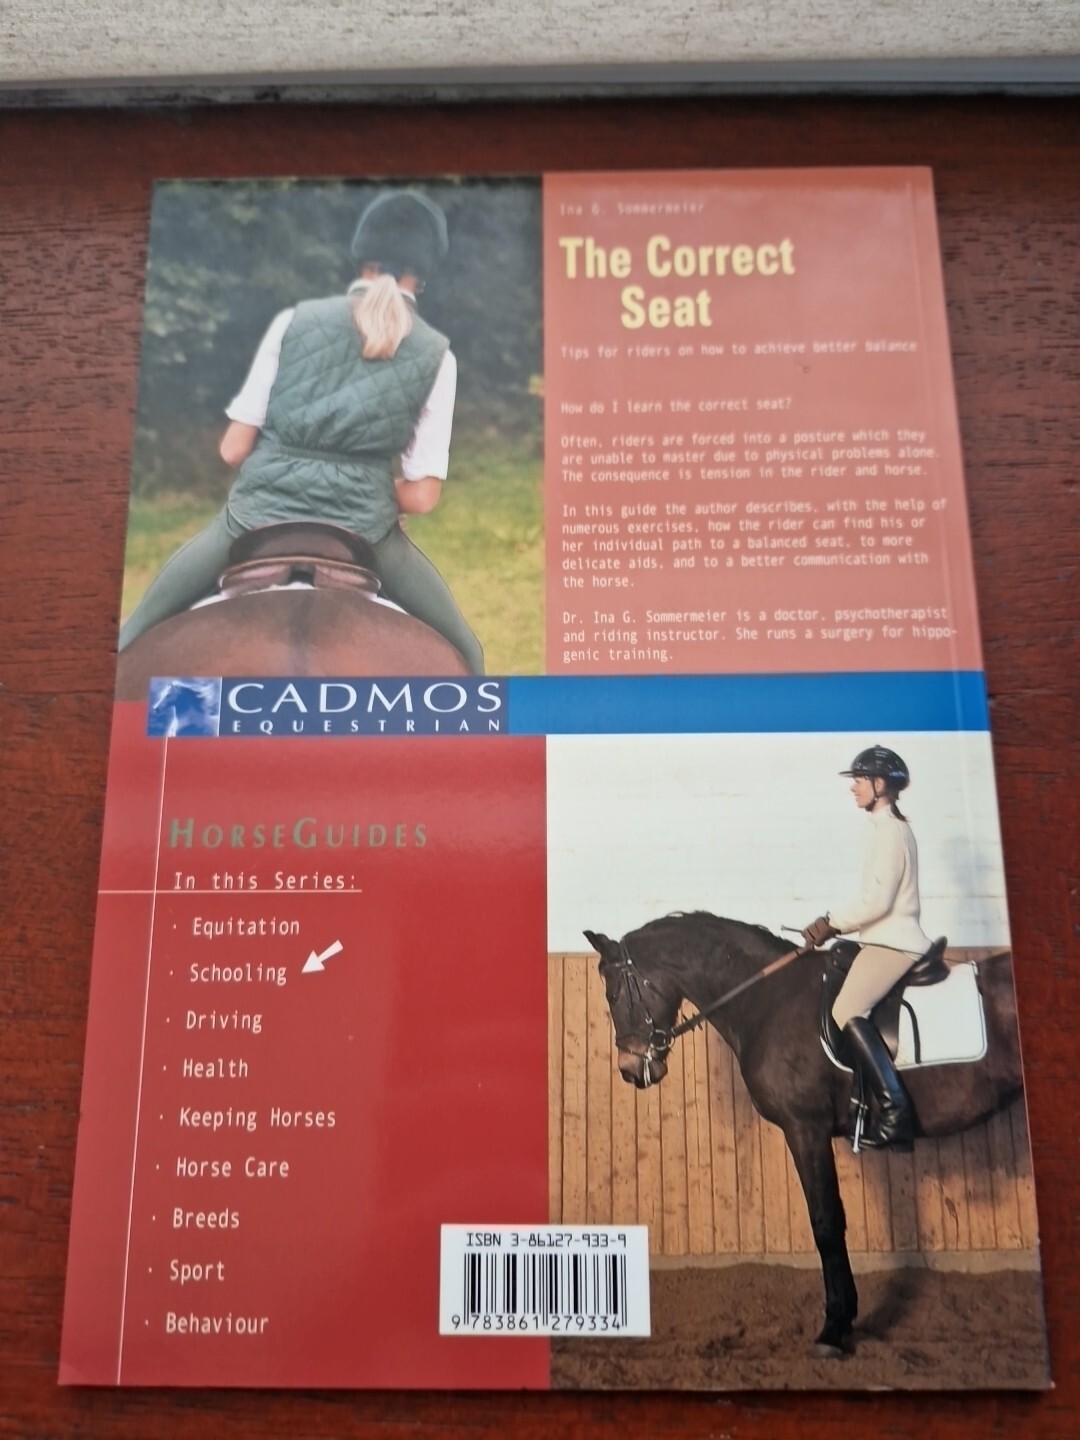 Ina G. Sommermeier
The Correct
Seat
Tips for riders on how to achieve better balance
How do I learn the correct seat?
Often, riders are forced into a posture which they
are unable to master due to physical problems alone.
The consequence is tension in the rider and horse.
In this guide the author describes, with the help of
numerous exercises, how the rider can find his or
her individual path to a balanced seat, to more
delicate aids, and to a better communication with
the horse.
Dr. Ina G. Sommermeier is a doctor, psychotherapist
and riding instructor. She runs a surgery for hippo-
genic training.
CADMOS
EQUESTRIAN
HORSEGUIDES
In this Series:
· Equitation
· Schooling
· Driving
· Health
· Keeping Horses
· Horse Care
· Breeds
· Sport
· Behaviour
ISBN 3-86127-933-9
9 783861 279334